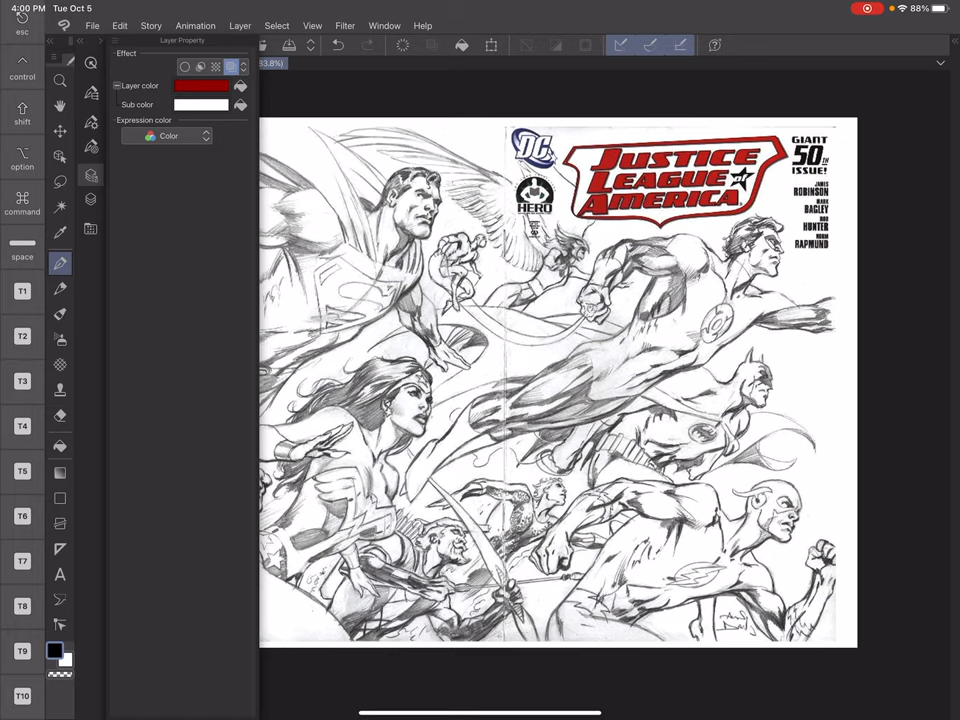 4:00 PM Tue Oct 5
88%
esc
File Edit Story Animation Layer Select View Filter Window Help
Layer Property
33.8%)
control
shift
option
command
space
T1
T2
T3
T4
T5
T6
T7
T8
T9
T10
Effect
Layer color
Sub color
Expression color
Color
DC
HERO
JUSTICE
LEAGUE of
AMERICA
GIANT
50TH
ISSUE!
JAMES
ROBINSON
MARK
BAGLEY
ROB
HUNTER
NORM
RAPMUND